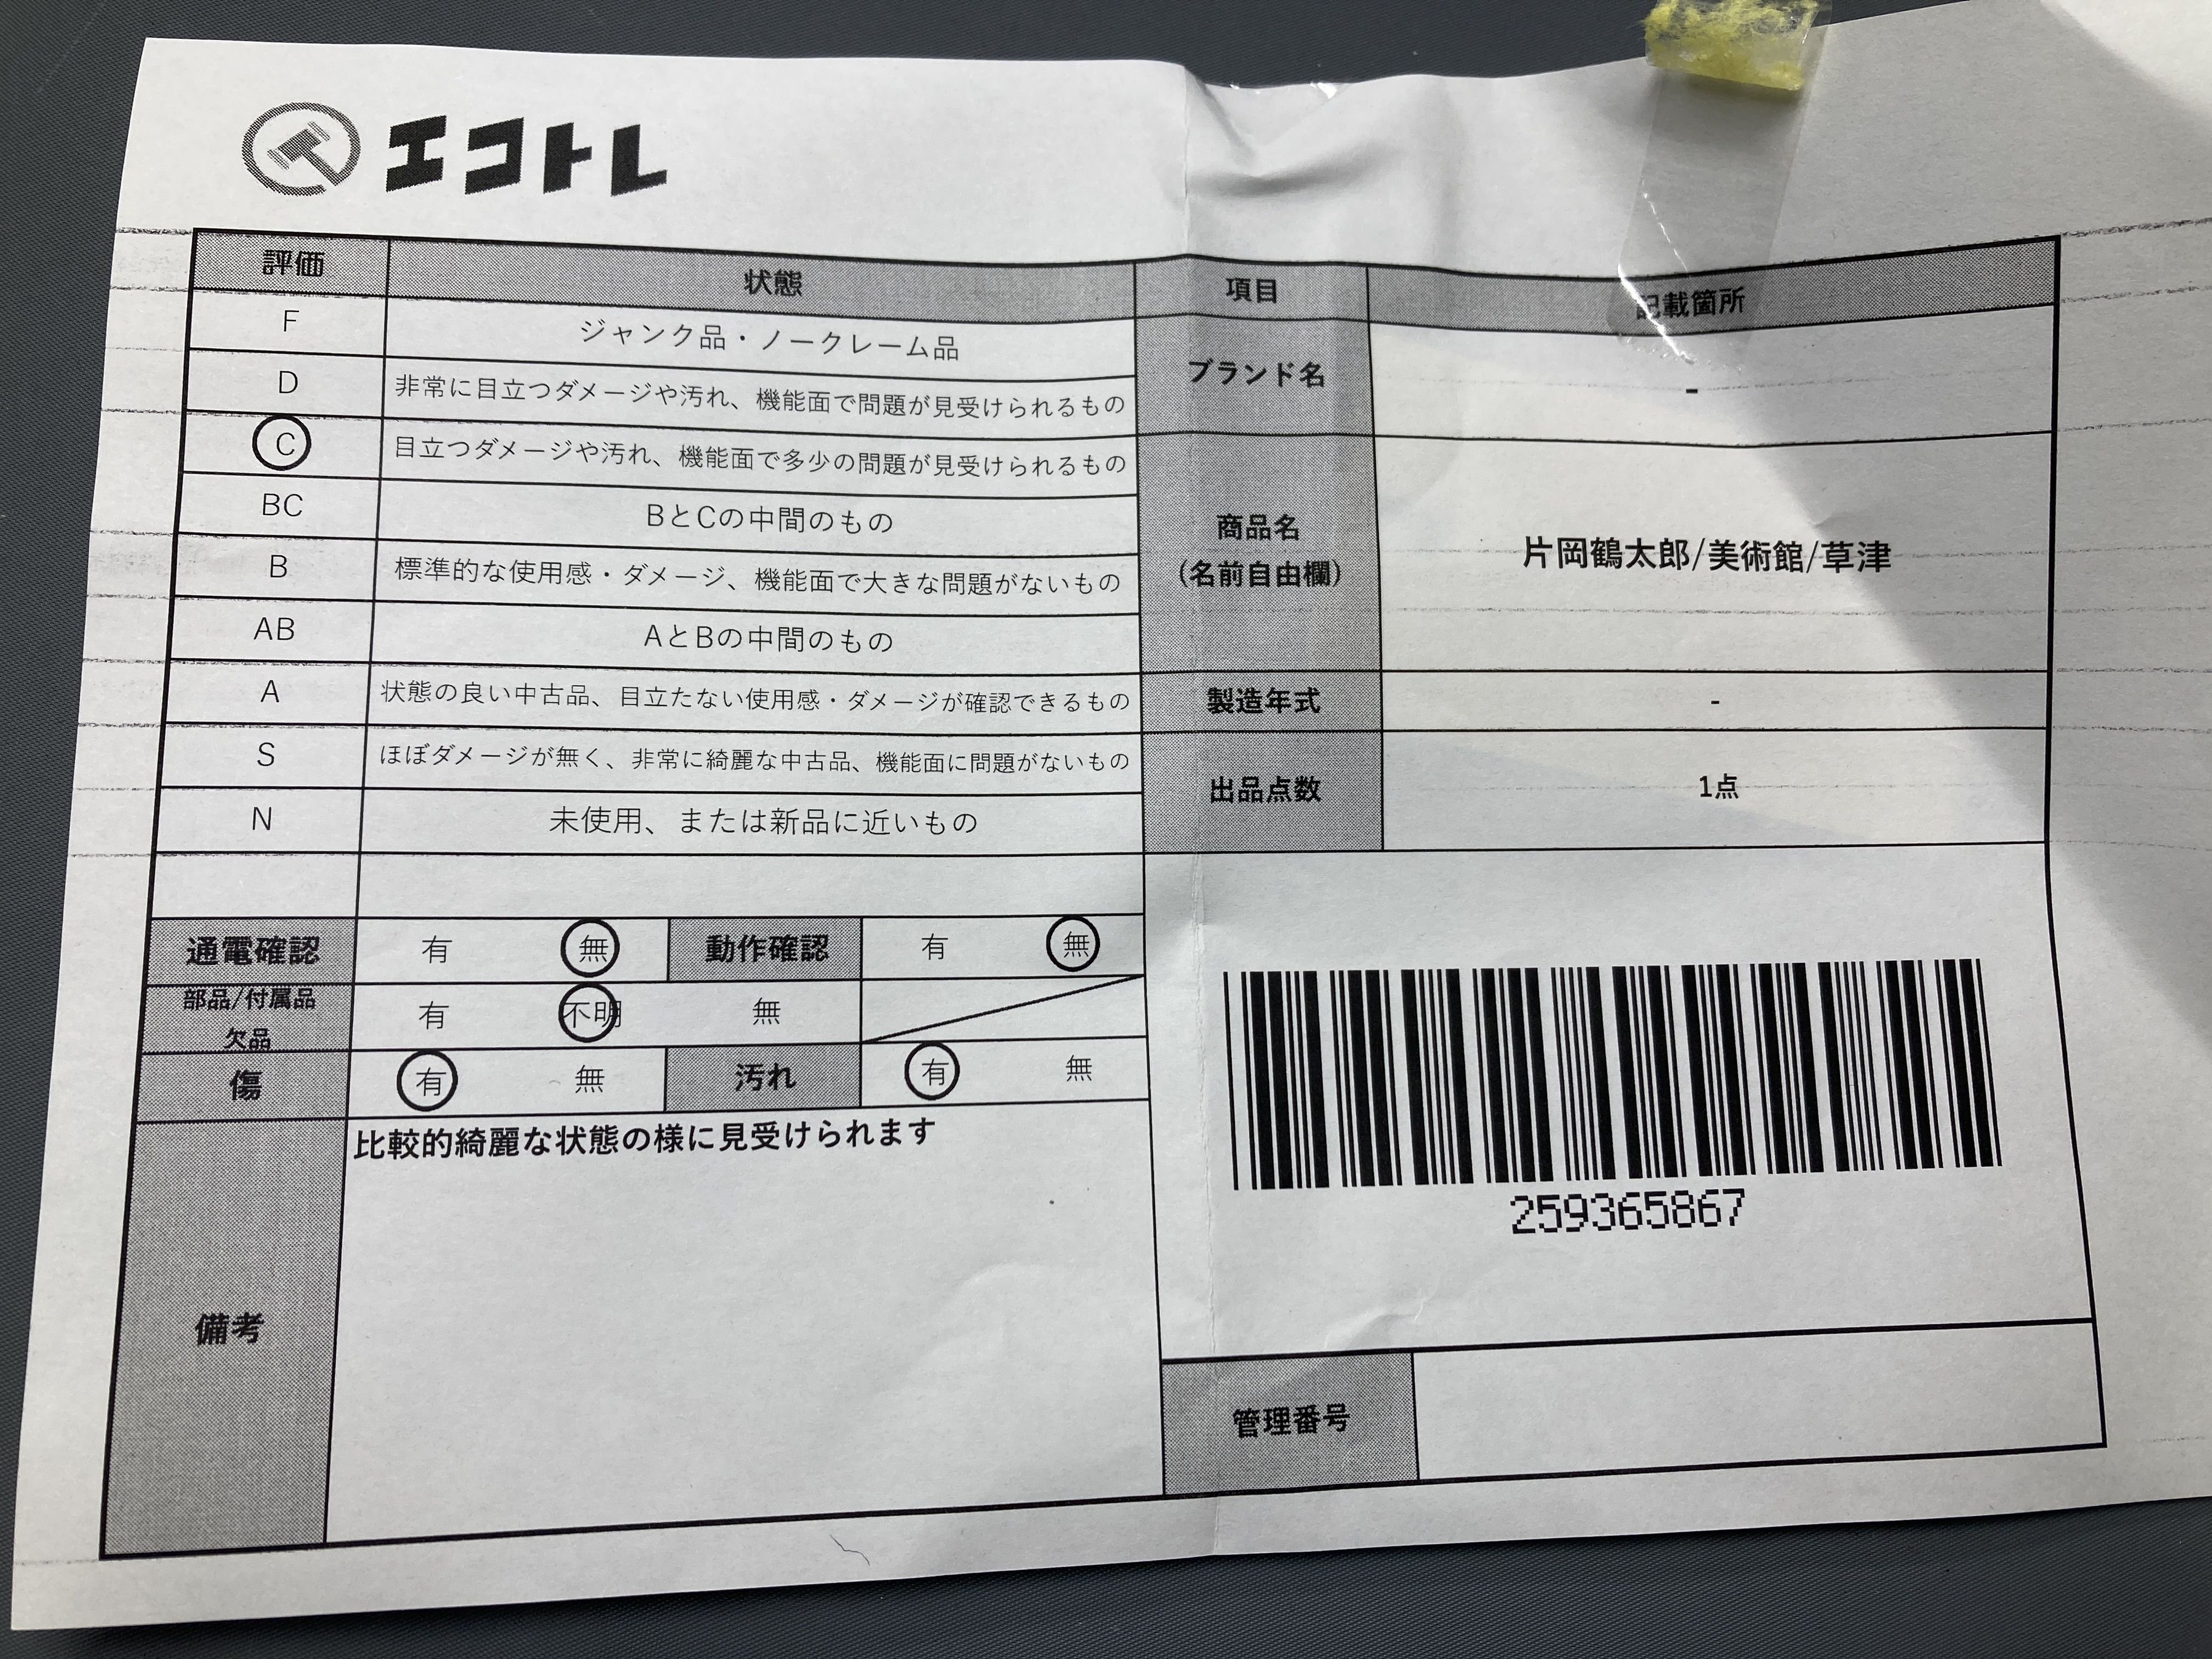 エコトレ
評価 状態 項目 記載箇所
F ジャンク品・ノークレーム品
D 非常に目立つダメージや汚れ、機能面で問題が見受けられるもの
C 目立つダメージや汚れ、機能面で多少の問題が見受けられるもの
BC BとCの中間のもの
B 標準的な使用感・ダメージ、機能面で大きな問題がないもの
AB AとBの中間のもの
A 状態の良い中古品、目立たない使用感・ダメージが確認できるもの
S ほぼダメージが無く、非常に綺麗な中古品、機能面に問題がないもの
N 未使用、または新品に近いもの
ブランド名 -
商品名
(名前自由欄)
片岡鶴太郎/美術館/草津
製造年式 -
出品点数 1点
通電確認 有 無 動作確認 有 無
部品/付属品
欠品
有 不明 無
傷 有 無 汚れ 有 無
備考
比較的綺麗な状態の様に見受けられます
259365867
管理番号